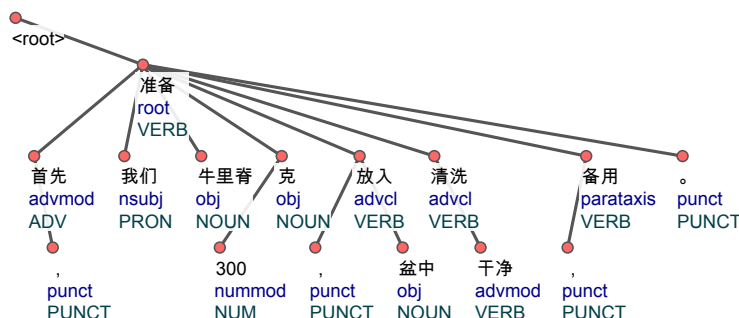 <root>
准备
root
VERB
首先 我们 牛里脊 克 放入 清洗 备用 。
advmod nsubj obj obj advcl advcl parataxis punct
ADV PRON NOUN NOUN VERB VERB VERB PUNCT
， 300 ， 盆中 干净 ，
punct nummod punct obj advmod punct
PUNCT NUM PUNCT NOUN VERB PUNCT